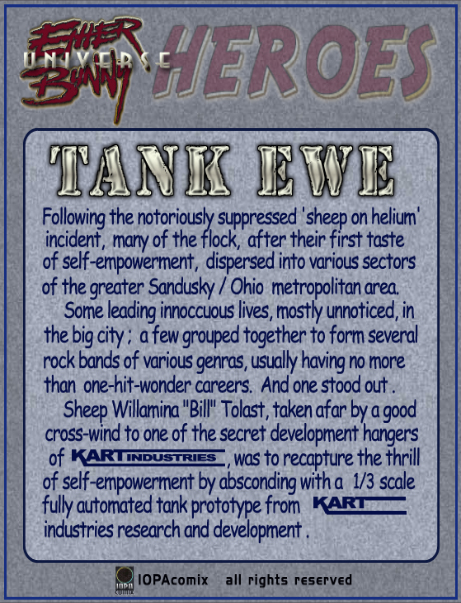 ETHER
UNIVERSE
BUNNY
HEROES
TANK EWE
Following the notoriously suppressed 'sheep on helium'
incident, many of the flock, after their first taste
of self-empowerment, dispersed into various sectors
of the greater Sandusky / Ohio metropolitan area.
Some leading innoccuous lives, mostly unnoticed, in
the big city ; a few grouped together to form several
rock bands of various genras, usually having no more
than one-hit-wonder careers. And one stood out .
Sheep Willamina "Bill" Tolast, taken afar by a good
cross-wind to one of the secret development hangers
of KART INDUSTRIES , was to recapture the thrill
of self-empowerment by absconding with a 1/3 scale
fully automated tank prototype from KART
industries research and development .
IOPA
COMIX
IOPAcomix all rights reserved